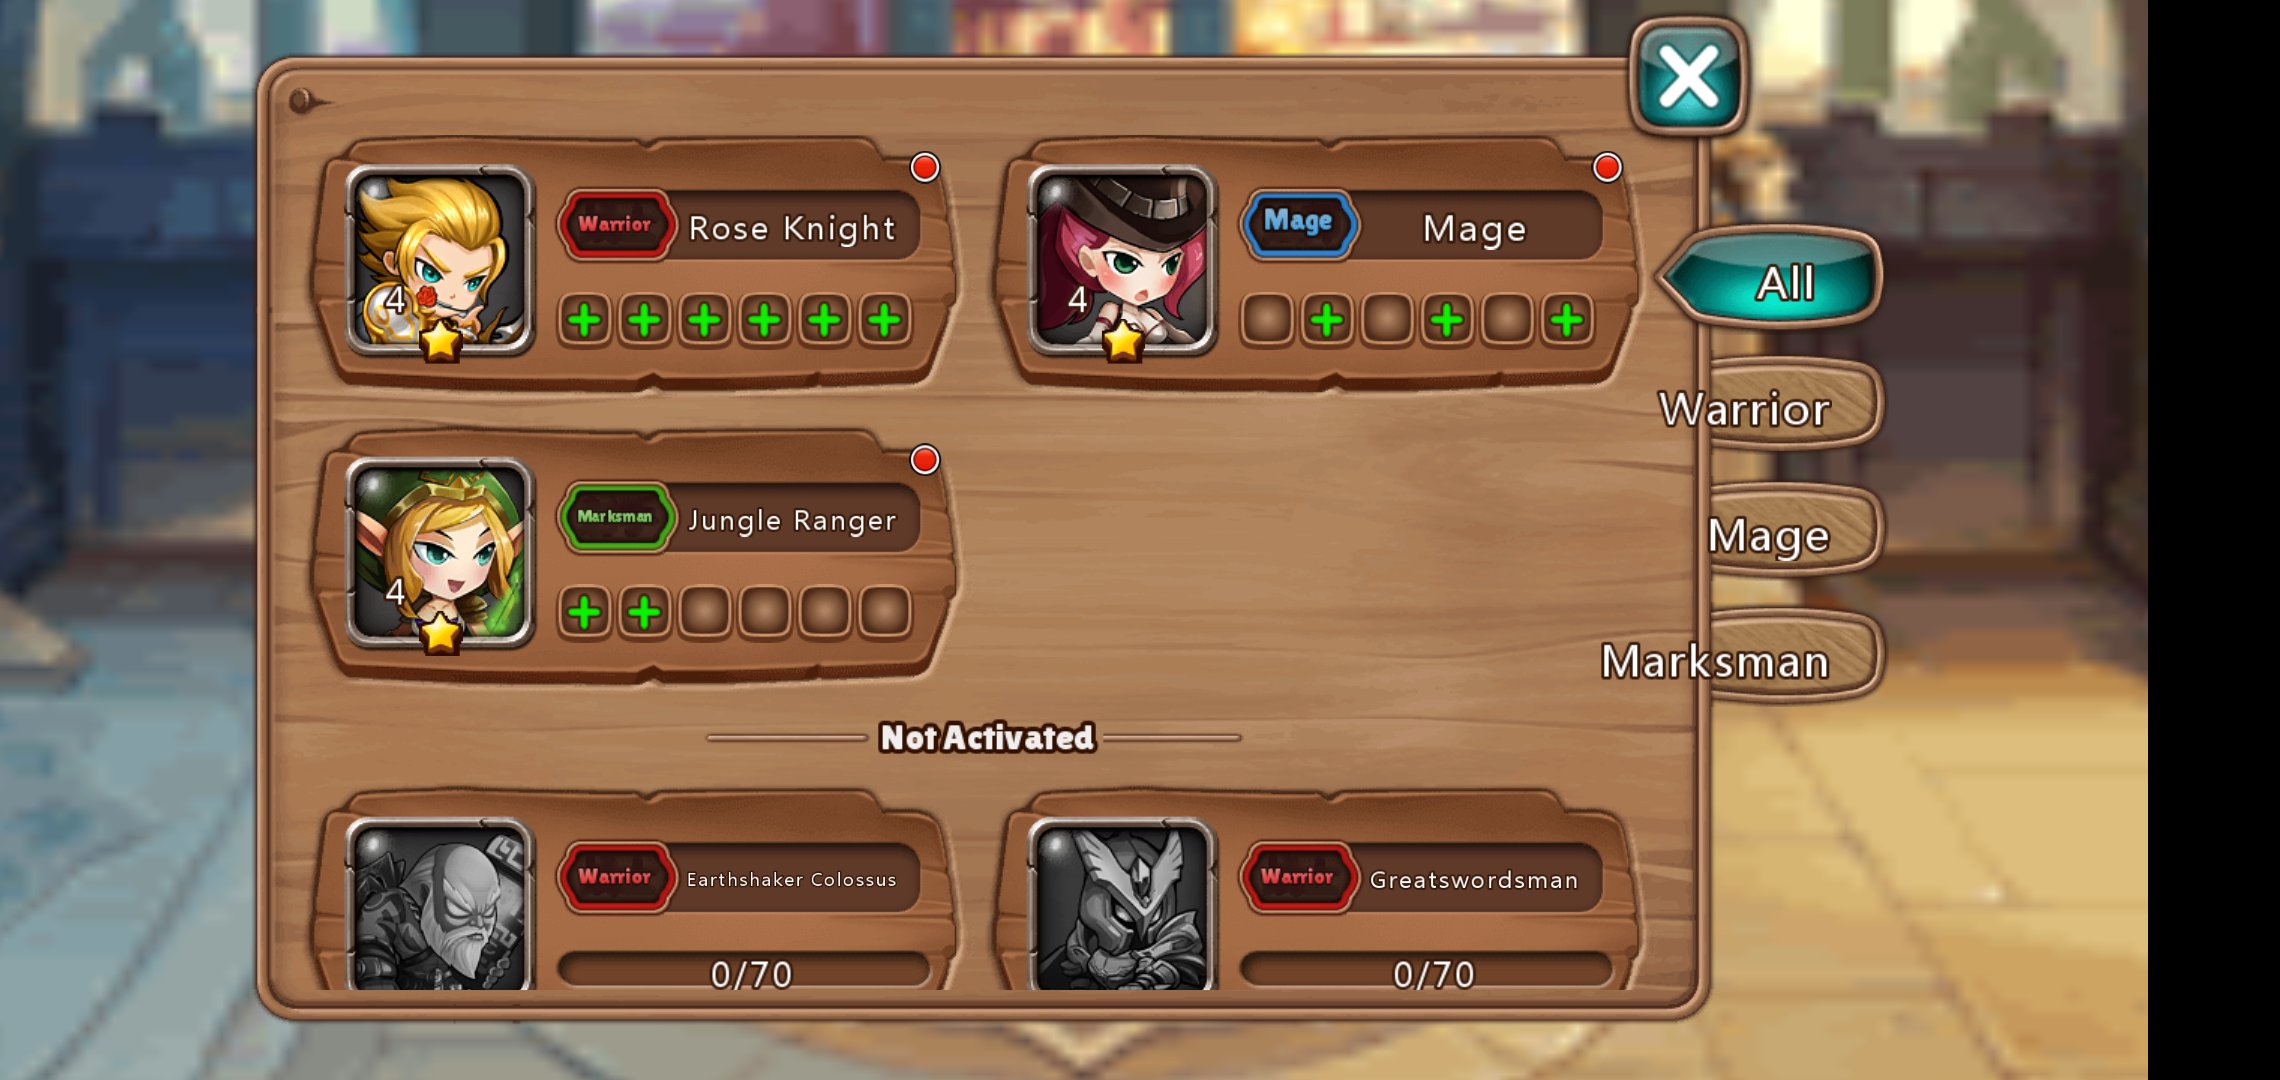 Warrior Rose Knight
4
Mage Mage
4
All
Warrior
Marksman Jungle Ranger
4
Mage
Marksman
Not Activated
Warrior Earthshaker Colossus
0/70
Warrior Greatswordsman
0/70